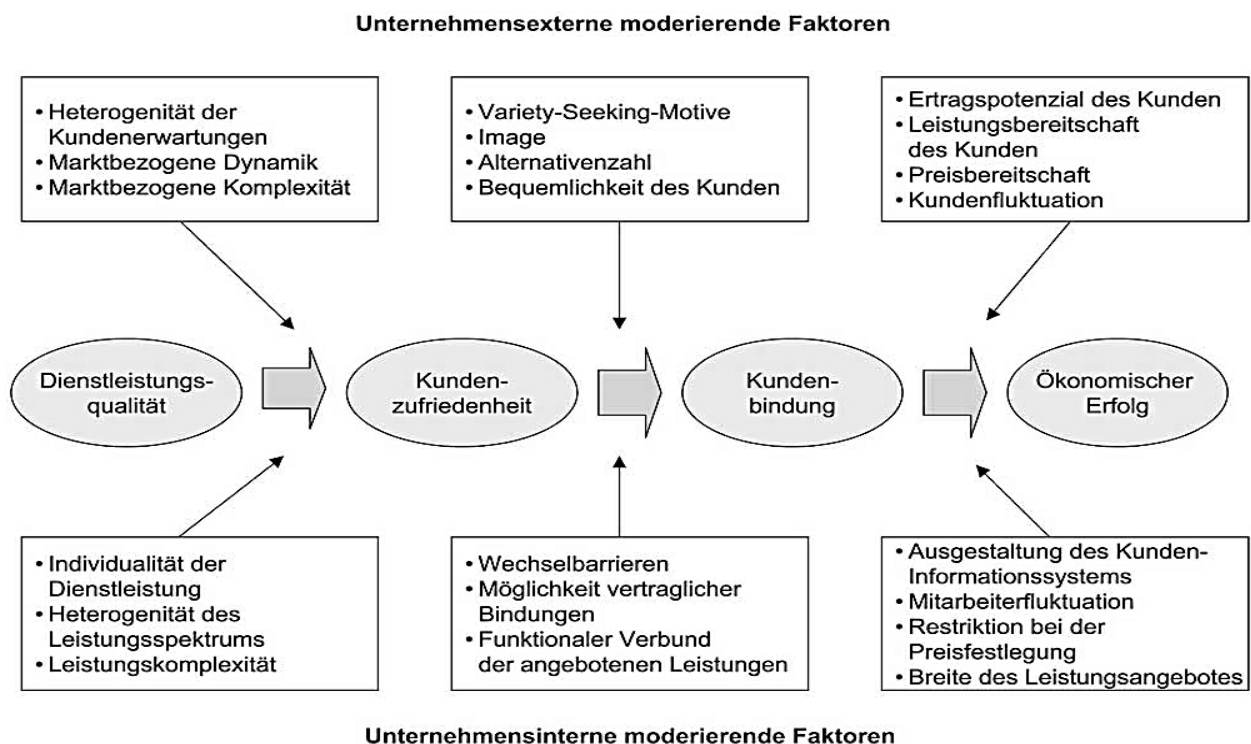 Unternehmensexterne moderierende Faktoren
• Heterogenität der
Kundenerwartungen
• Marktbezogene Dynamik
• Marktbezogene Komplexität
• Variety-Seeking-Motive
• Image
• Alternativenzahl
• Bequemlichkeit des Kunden
• Ertragspotenzial des Kunden
• Leistungsbereitschaft
des Kunden
• Preisbereitschaft
• Kundenfluktuation
Dienstleistungs-
qualität
Kunden-
zufriedenheit
Kunden-
bindung
Ökonomischer
Erfolg
• Individualität der
Dienstleistung
• Heterogenität des
Leistungsspektrums
• Leistungskomplexität
• Wechselbarrieren
• Möglichkeit vertraglicher
Bindungen
• Funktionaler Verbund
der angebotenen Leistungen
• Ausgestaltung des Kunden-
Informationssystems
• Mitarbeiterfluktuation
• Restriktion bei der
Preisfestlegung
• Breite des Leistungsangebotes
Unternehmensinterne moderierende Faktoren